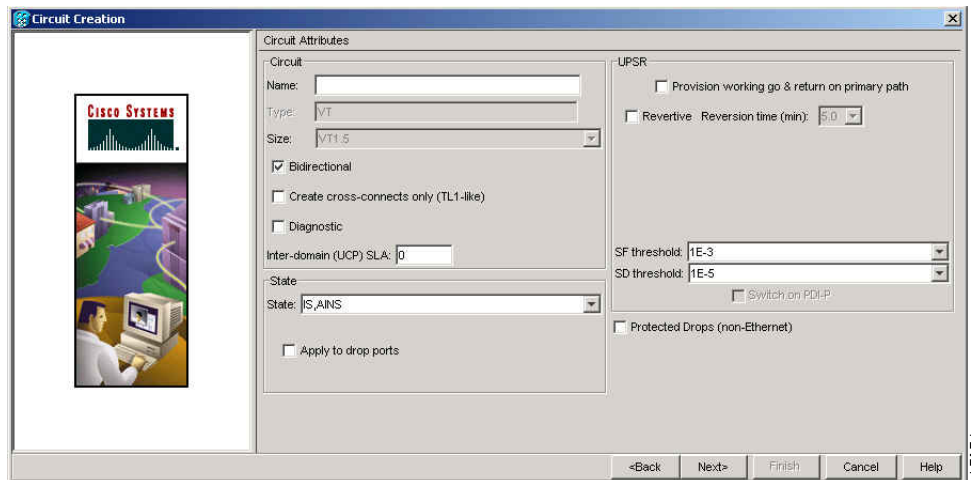 Circuit Creation
Circuit Attributes
CISCO SYSTEMS
Circuit
Name:
Type: VT
Size: VT1.5
Bidirectional
Create cross-connects only (TL1-like)
Diagnostic
Inter-domain (UCP) SLA: 0
State
State: IS,AINS
Apply to drop ports
UPSR
Provision working go & return on primary path
Revertive Reversion time (min): 5.0
SF threshold: 1E-3
SD threshold: 1E-5
Switch on PDI-P
Protected Drops (non-Ethernet)
<Back Next> Finish Cancel Help